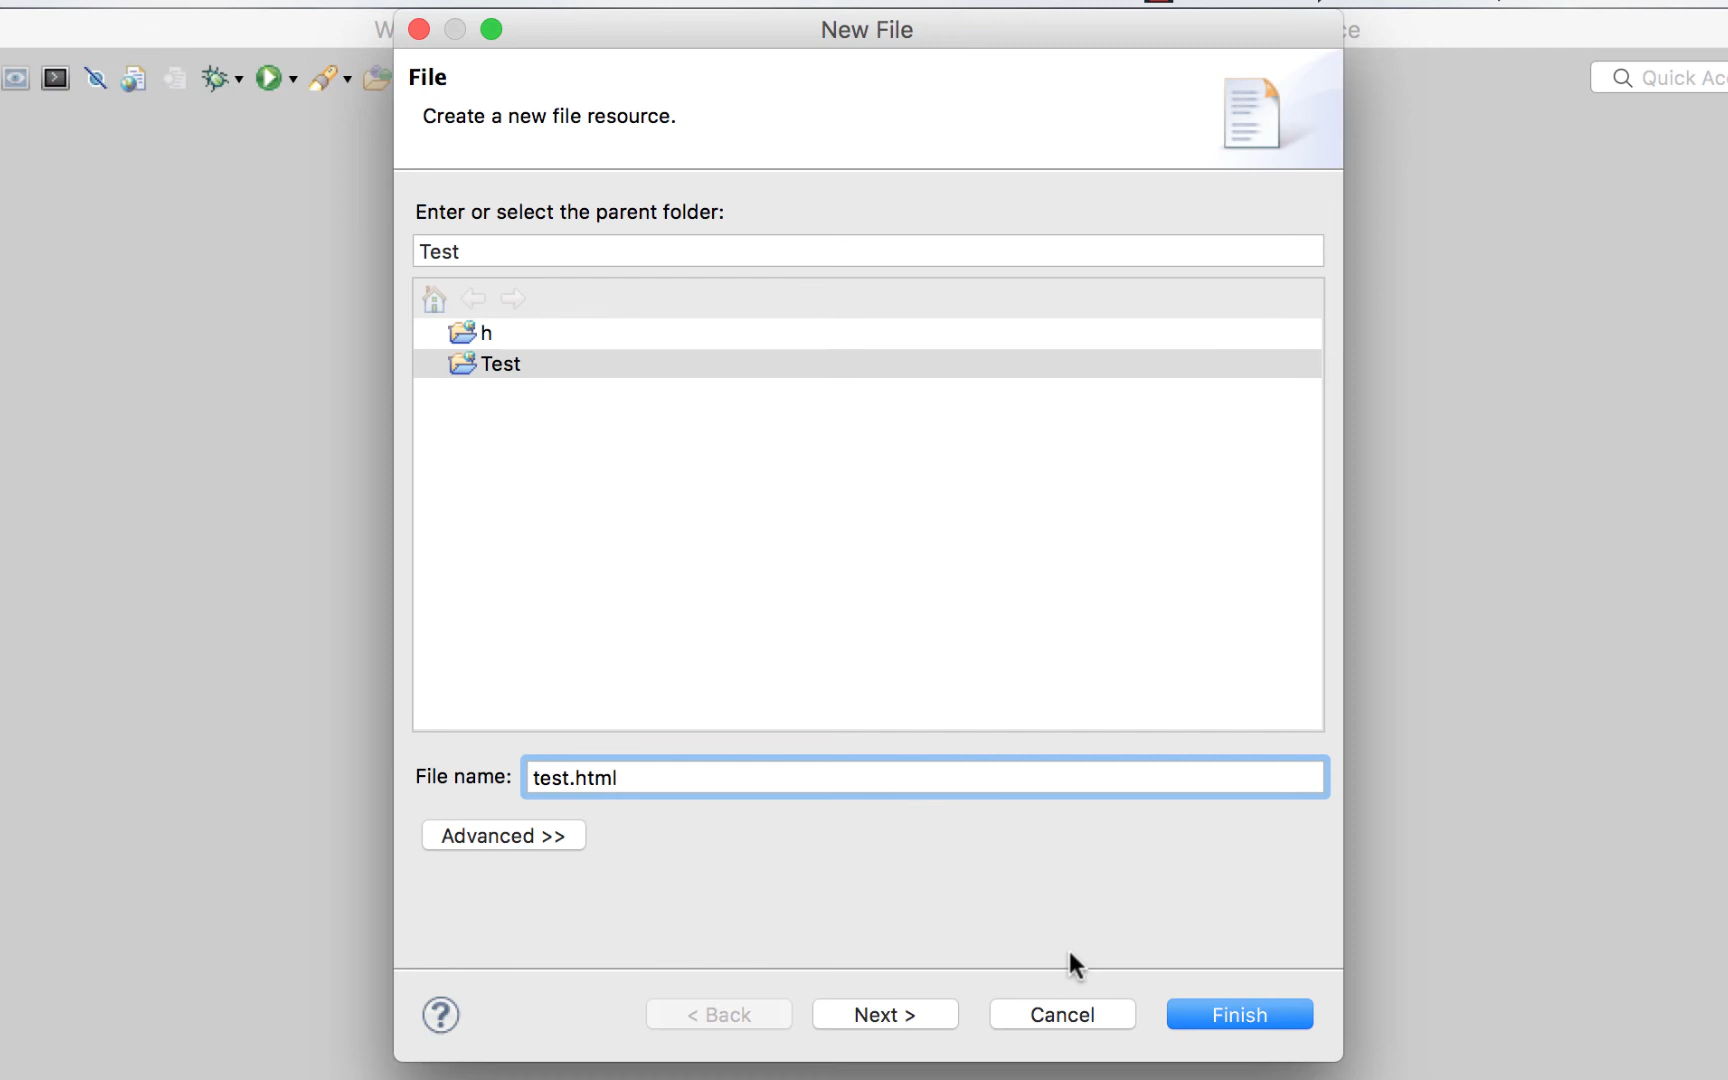 New File
File
Create a new file resource.
Quick
Enter or select the parent folder:
Test
h
Test
File name: test.html
Advanced >>
?
< Back Next > Cancel Finish